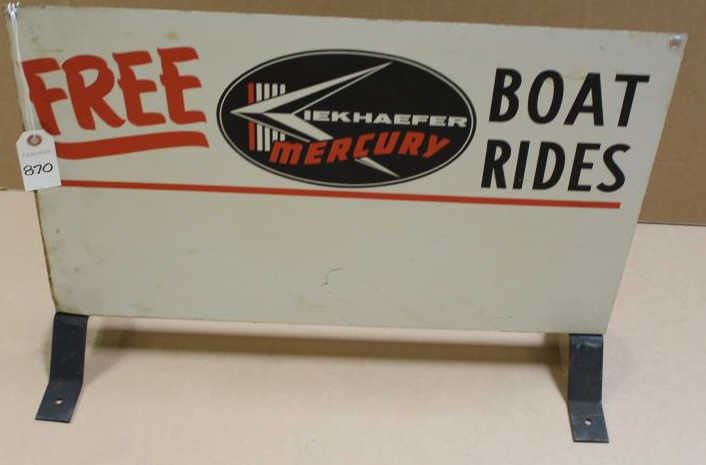 FREE
KIEKHAEFER
MERCURY
BOAT
RIDES
870